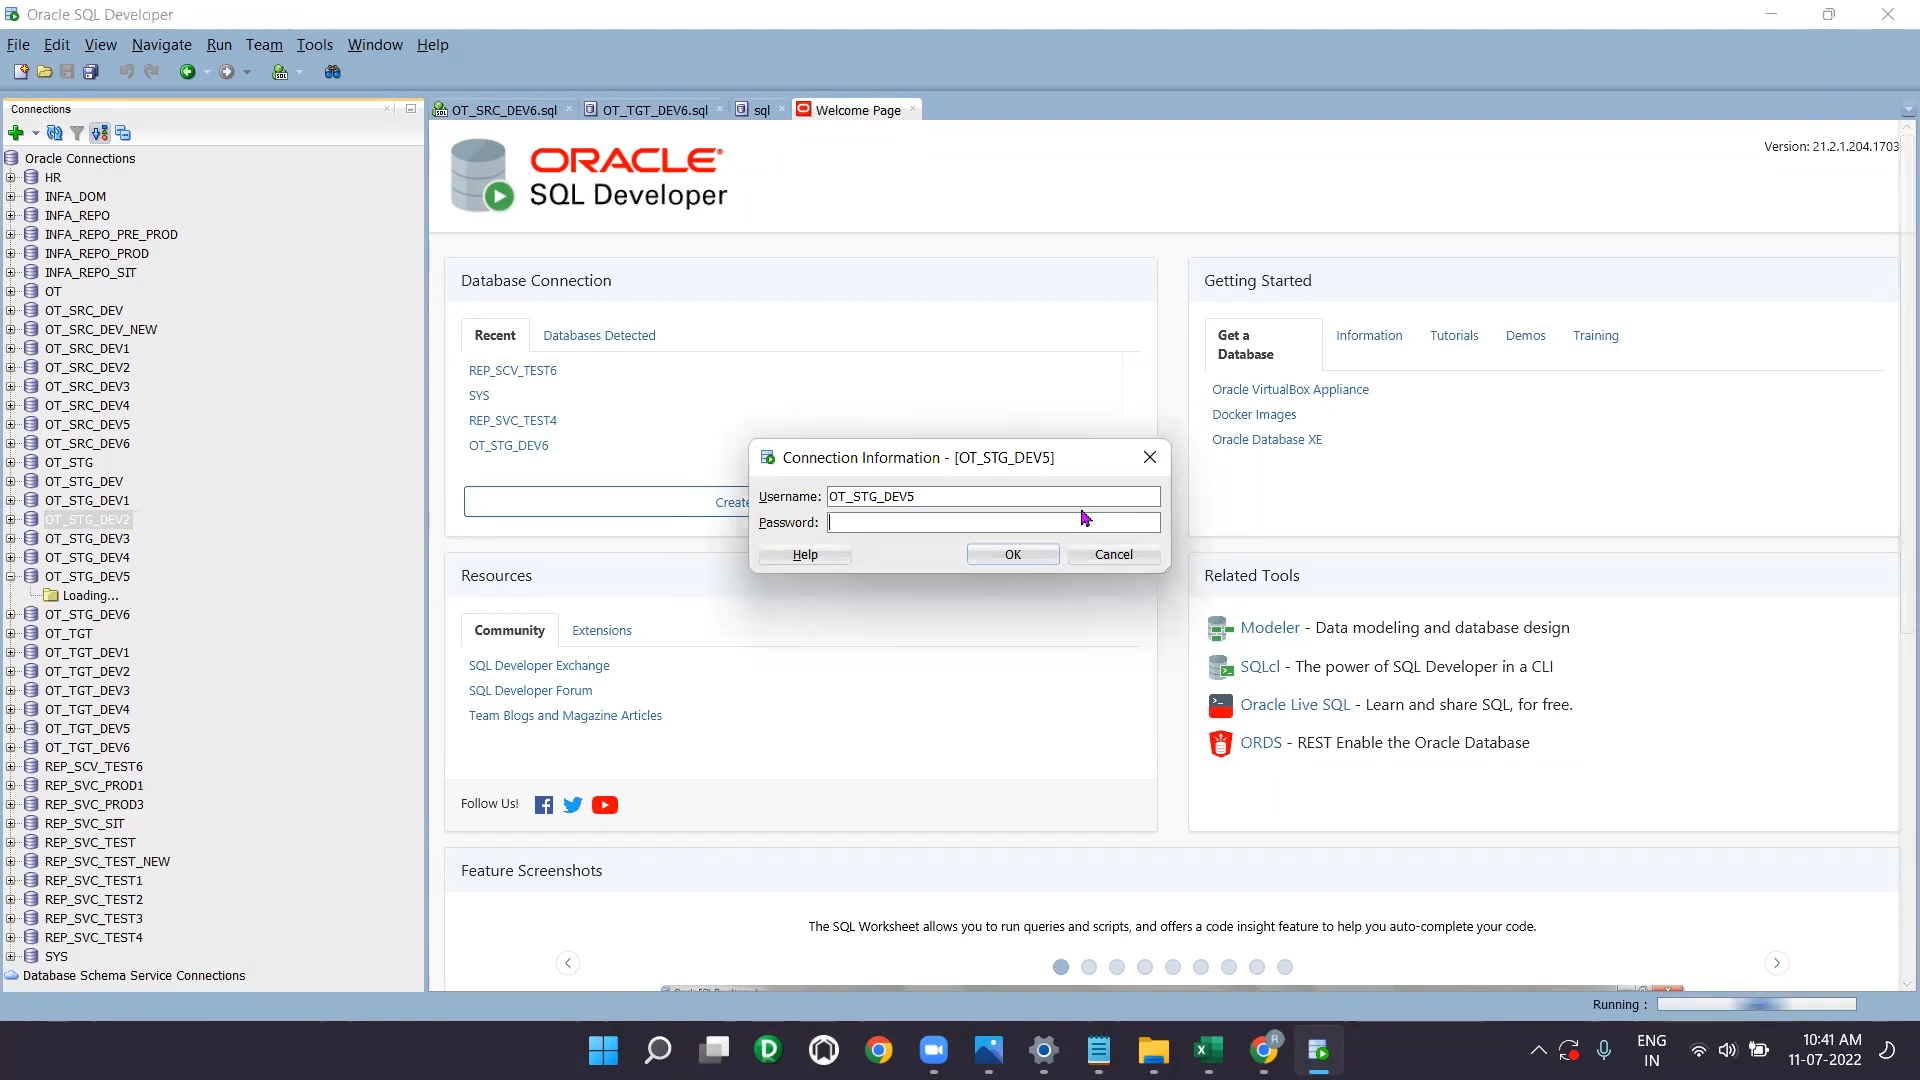 Oracle SQL Developer
File Edit View Navigate Run Team Tools Window Help
Connections
OT_SRC_DEV6.sql OT_TGT_DEV6.sql sql Welcome Page
Oracle Connections
HR
INFA_DOM
INFA_REPO
INFA_REPO_PRE_PROD
INFA_REPO_PROD
INFA_REPO_SIT
OT
OT_SRC_DEV
OT_SRC_DEV_NEW
OT_SRC_DEV1
OT_SRC_DEV2
OT_SRC_DEV3
OT_SRC_DEV4
OT_SRC_DEV5
OT_SRC_DEV6
OT_STG
OT_STG_DEV
OT_STG_DEV1
OT_STG_DEV2
OT_STG_DEV3
OT_STG_DEV4
OT_STG_DEV5
Loading...
OT_STG_DEV6
OT_TGT
OT_TGT_DEV1
OT_TGT_DEV2
OT_TGT_DEV3
OT_TGT_DEV4
OT_TGT_DEV5
OT_TGT_DEV6
REP_SCV_TEST6
REP_SVC_PROD1
REP_SVC_PROD3
REP_SVC_SIT
REP_SVC_TEST
REP_SVC_TEST_NEW
REP_SVC_TEST1
REP_SVC_TEST2
REP_SVC_TEST3
REP_SVC_TEST4
SYS
Database Schema Service Connections
ORACLE
SQL Developer
Version: 21.2.1.204.1703
Database Connection
Recent Databases Detected
REP_SCV_TEST6
SYS
REP_SVC_TEST4
OT_STG_DEV6
Create
Getting Started
Get a Database Information Tutorials Demos Training
Oracle VirtualBox Appliance
Docker Images
Oracle Database XE
Connection Information - [OT_STG_DEV5]
Username: OT_STG_DEV5
Password:
Help OK Cancel
Resources
Community Extensions
SQL Developer Exchange
SQL Developer Forum
Team Blogs and Magazine Articles
Follow Us!
Related Tools
Modeler - Data modeling and database design
SQLcl - The power of SQL Developer in a CLI
Oracle Live SQL - Learn and share SQL, for free.
ORDS - REST Enable the Oracle Database
Feature Screenshots
The SQL Worksheet allows you to run queries and scripts, and offers a code insight feature to help you auto-complete your code.
Running :
ENG
IN
10:41 AM
11-07-2022